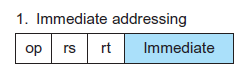 1. Immediate addressing
op rs rt Immediate